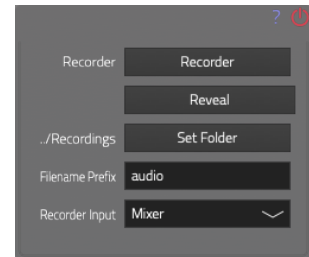 ?
Recorder Recorder
Reveal
../Recordings Set Folder
Filename Prefix audio
Recorder Input Mixer